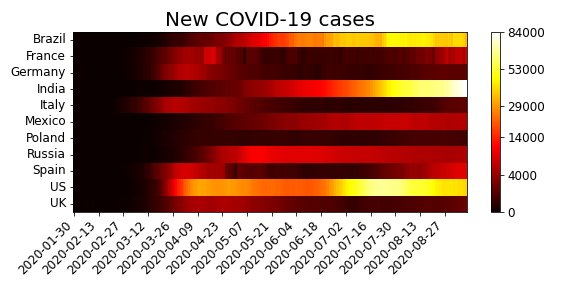 New COVID-19 cases
Brazil
France
Germany
India
Italy
Mexico
Poland
Russia
Spain
US
UK
84000
53000
29000
14000
4000
0
2020-01-30
2020-02-13
2020-02-27
2020-03-12
2020-03-26
2020-04-09
2020-04-23
2020-05-07
2020-05-21
2020-06-04
2020-06-18
2020-07-02
2020-07-16
2020-07-30
2020-08-13
2020-08-27